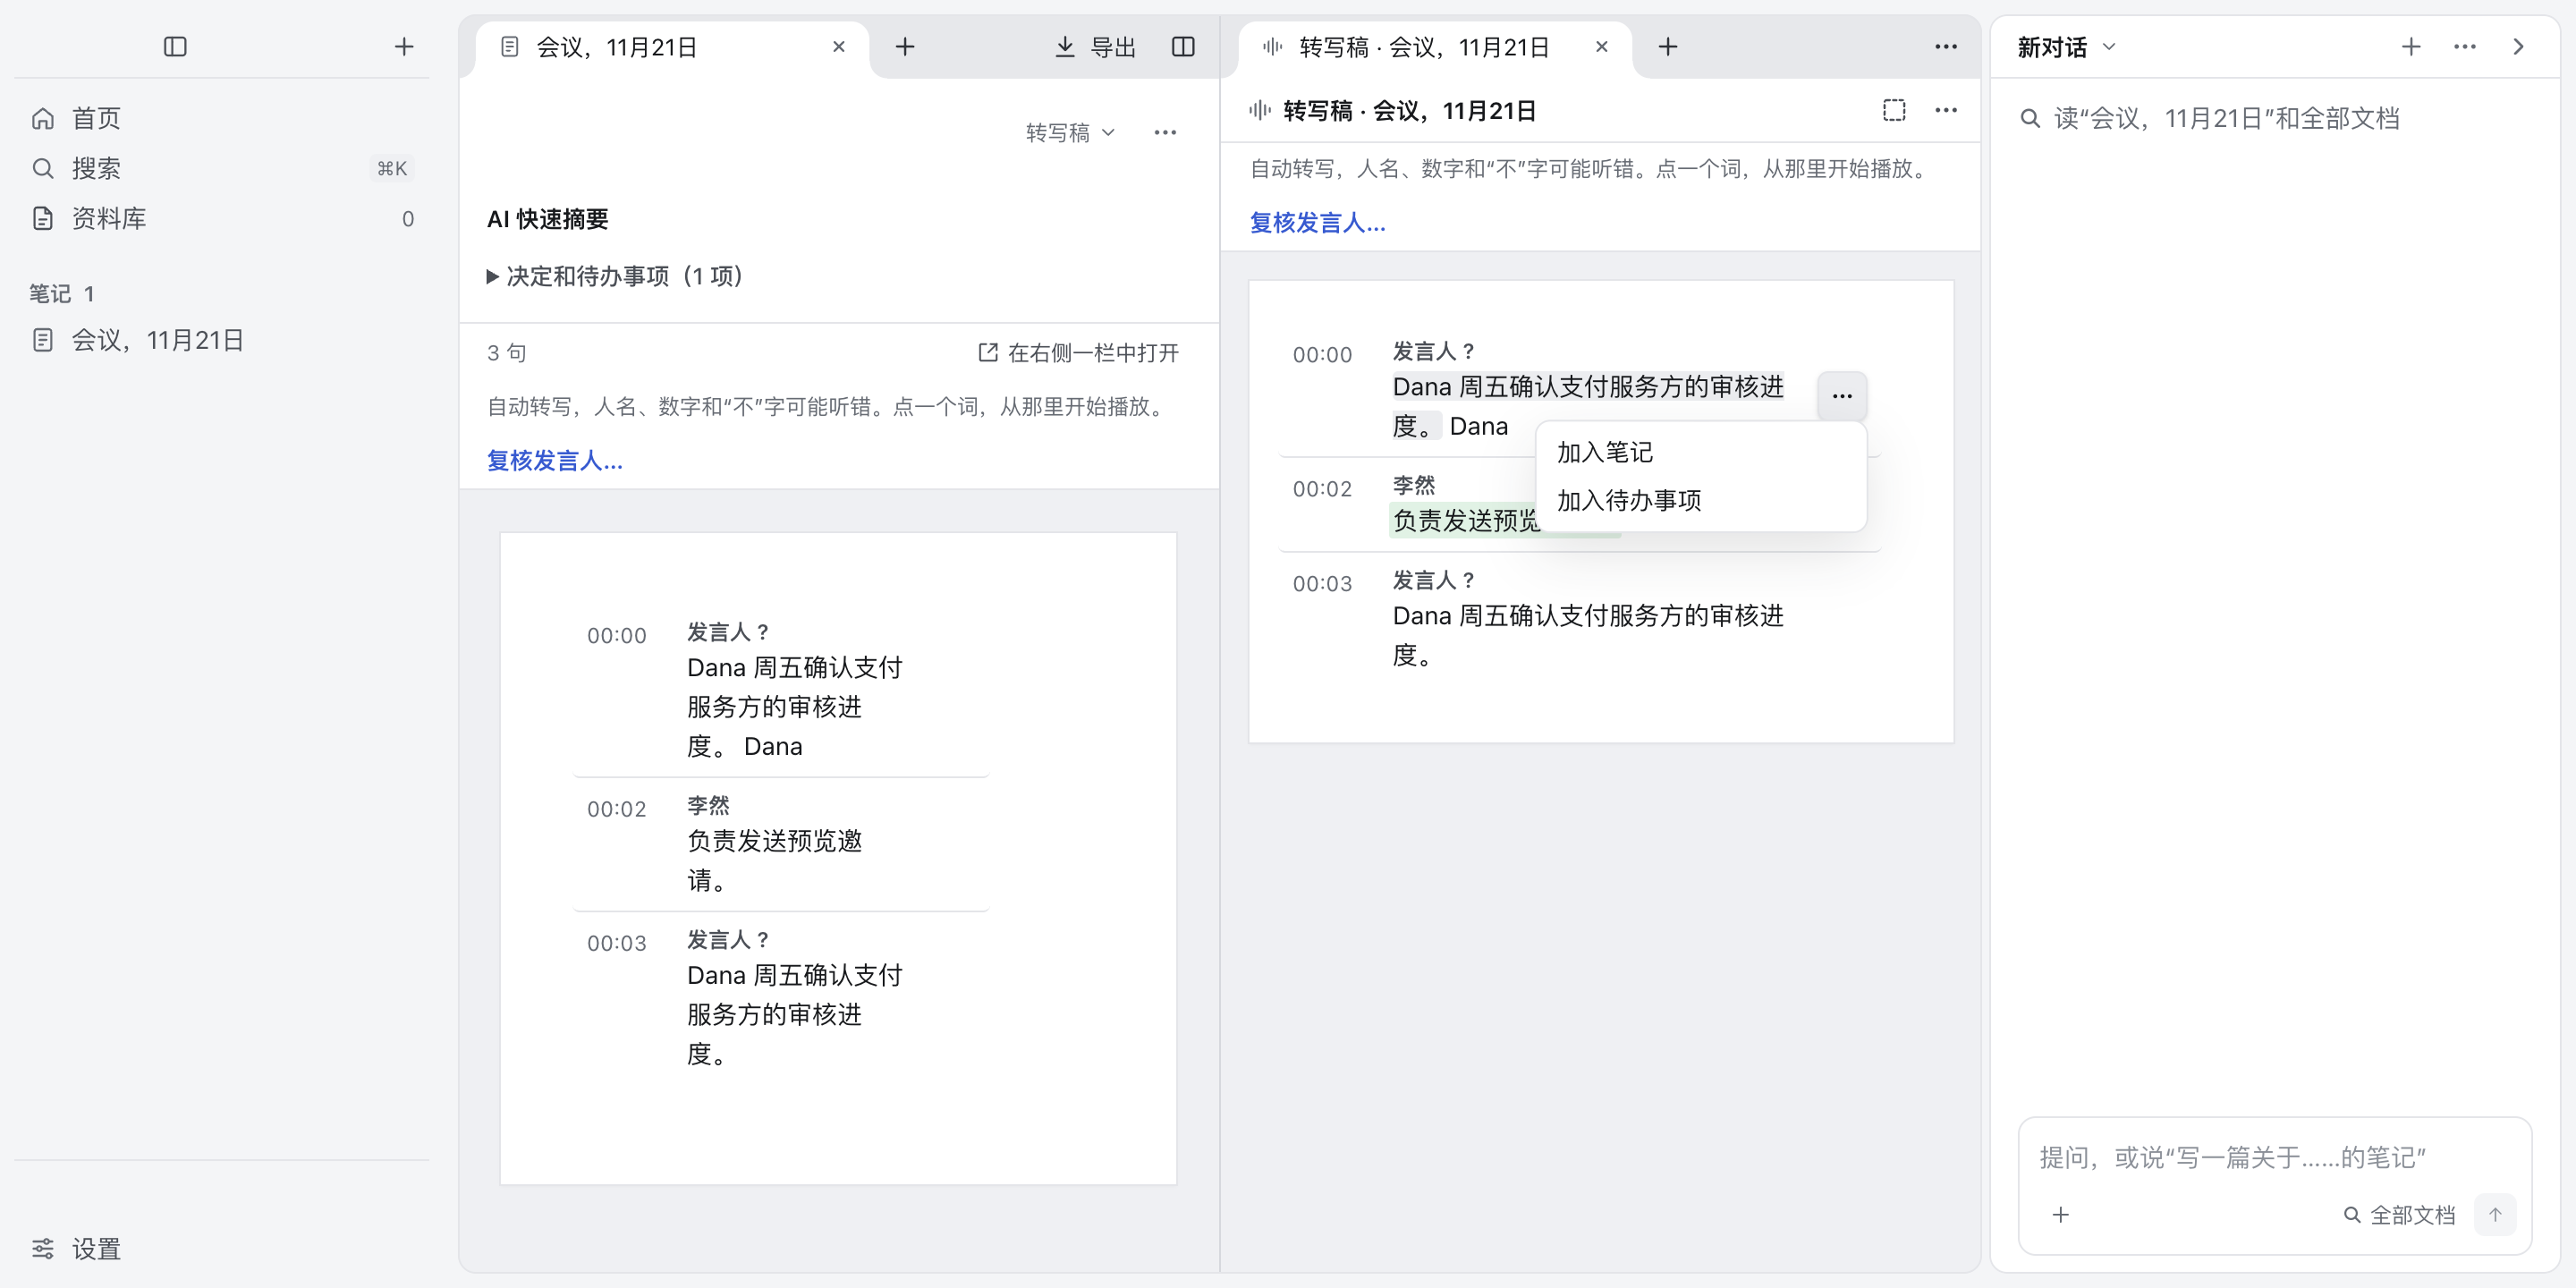 首页
搜索 ⌘K
资料库 0
笔记 1
会议，11月21日
设置
会议，11月21日
导出
转写稿
AI 快速摘要
决定和待办事项（1 项）
3 句
在右侧一栏中打开
自动转写，人名、数字和“不”字可能听错。点一个词，从那里开始播放。
复核发言人...
00:00 发言人 ?
Dana 周五确认支付
服务方的审核进
度。 Dana
00:02 李然
负责发送预览邀
请。
00:03 发言人 ?
Dana 周五确认支付
服务方的审核进
度。
转写稿 · 会议，11月21日
转写稿 · 会议，11月21日
自动转写，人名、数字和“不”字可能听错。点一个词，从那里开始播放。
复核发言人...
00:00 发言人 ?
Dana 周五确认支付服务方的审核进
度。 Dana
加入笔记
加入待办事项
00:02 李然
负责发送预览
00:03 发言人 ?
Dana 周五确认支付服务方的审核进
度。
新对话
读“会议，11月21日”和全部文档
提问，或说“写一篇关于……的笔记”
全部文档